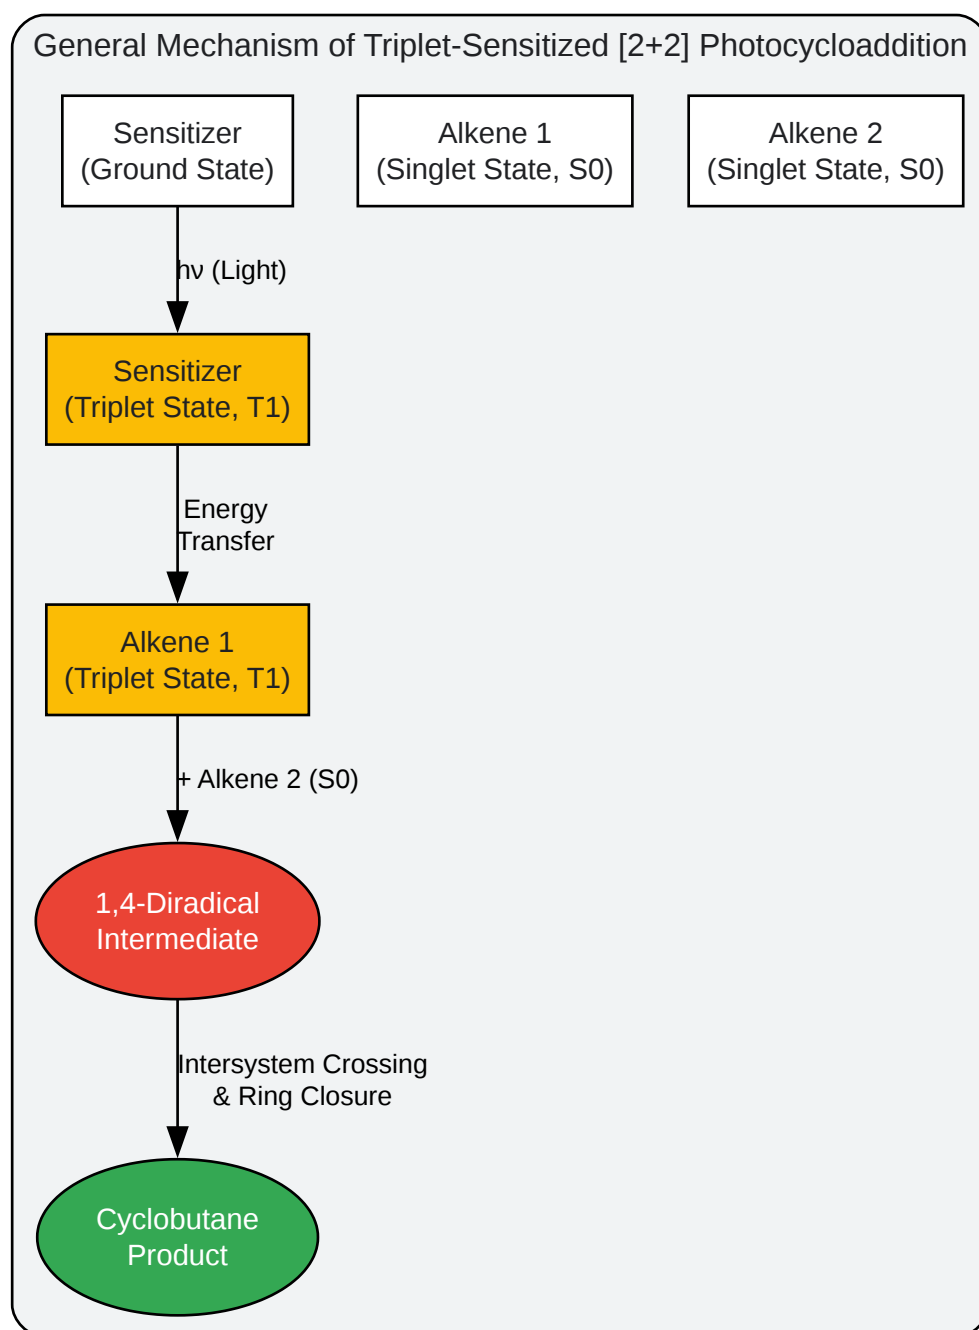 General Mechanism of Triplet-Sensitized [2+2] Photocycloaddition
Sensitizer
(Ground State)
Alkene 1
(Singlet State, S0)
Alkene 2
(Singlet State, S0)
hν (Light)
Sensitizer
(Triplet State, T1)
Energy
Transfer
Alkene 1
(Triplet State, T1)
+ Alkene 2 (S0)
1,4-Diradical
Intermediate
Intersystem Crossing
& Ring Closure
Cyclobutane
Product